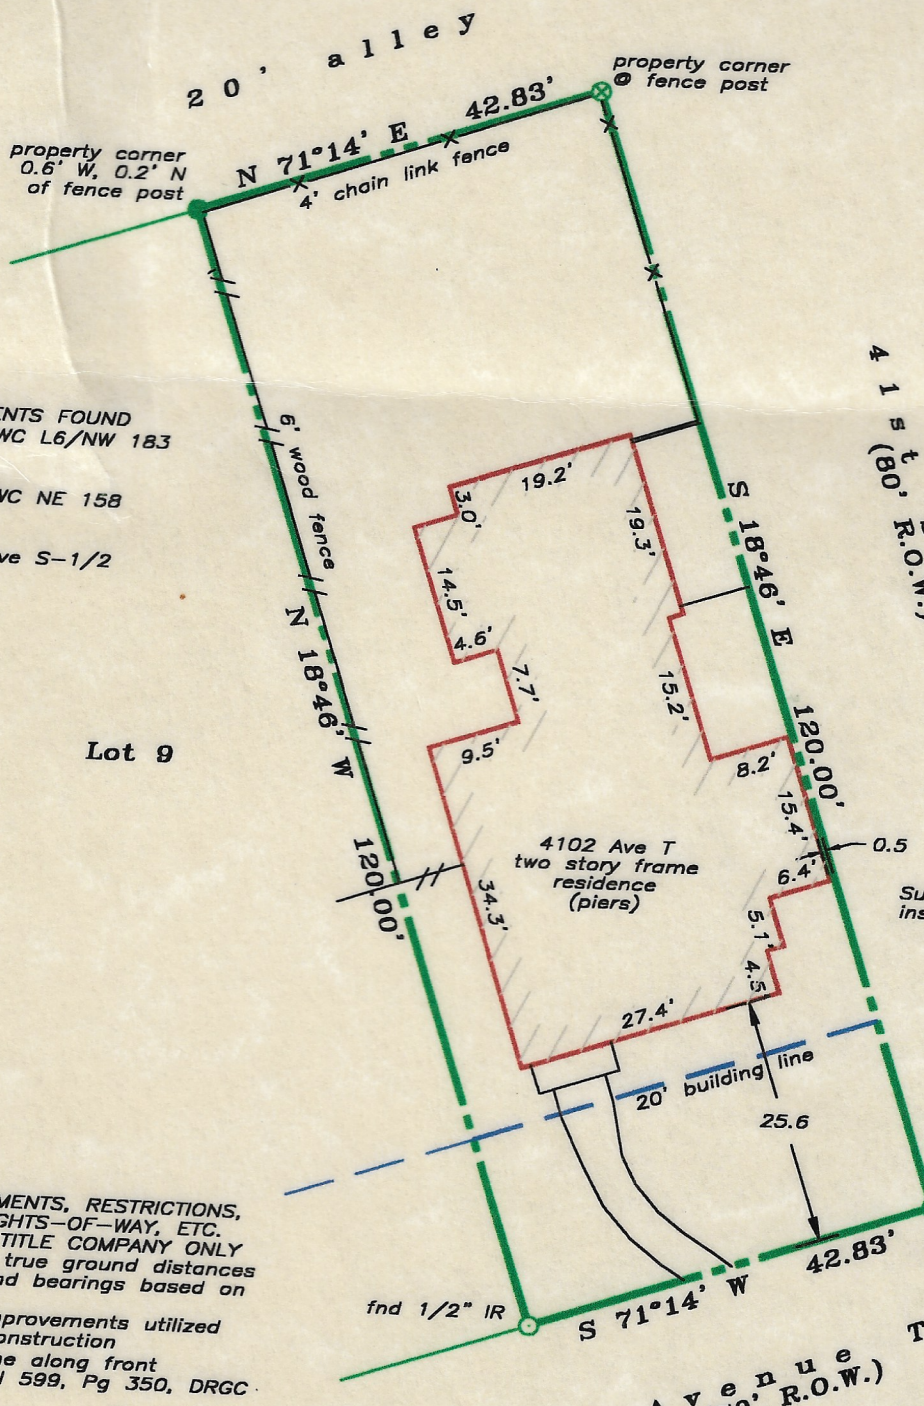 20' alley
property corner
@ fence post
42.83'
N 71°14' E
4' chain link fence
property corner
0.6' W, 0.2' N
of fence post
41st
(80' R.O.W.)
ENTS FOUND
WC L6/NW 183
WC NE 158
ve S-1/2
6' wood fence
N 18°46' W
120.00'
S 18°46' E
120.00'
19.2'
3.0'
19.3'
14.5'
4.6'
7.7'
15.2'
9.5'
8.2'
15.4'
0.5
6.4'
5.1'
4.5
34.3'
27.4'
Lot 9
4102 Ave T
two story frame
residence
(piers)
Su
ins
20' building line
25.6
MENTS, RESTRICTIONS,
GHTS-OF-WAY, ETC.
TITLE COMPANY ONLY
true ground distances
nd bearings based on
provements utilized
onstruction
ne along front
599, Pg 350, DRGC
fnd 1/2" IR
S 71°14' W
42.83'
Avenue T
R.O.W.)